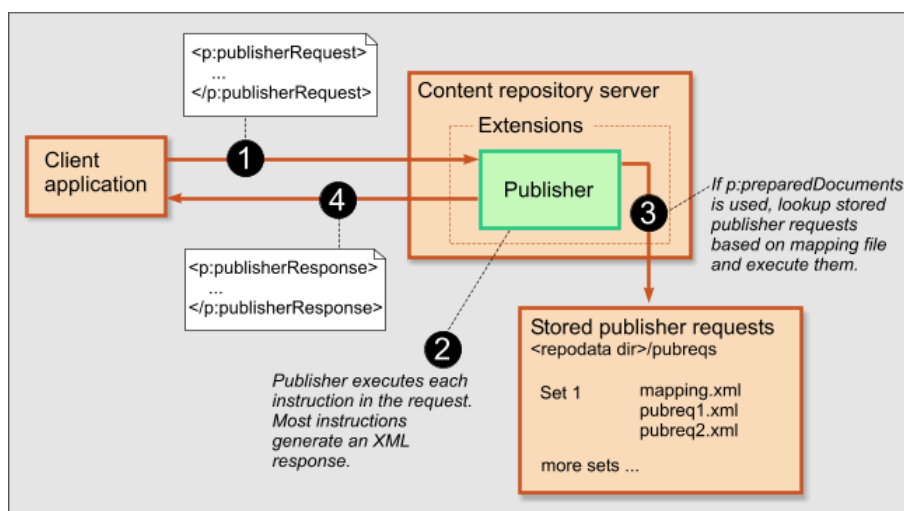 <p:publisherRequest>
...
</p:publisherRequest>
Content repository server
Extensions
Client
application
1
Publisher
4
3
If p:preparedDocuments
is used, lookup stored
publisher requests
based on mapping file
and execute them.
<p:publisherResponse>
...
</p:publisherResponse>
2
Publisher executes each
instruction in the request.
Most instructions
generate an XML
response.
Stored publisher requests
<repodata dir>/pubreqs
Set 1 mapping.xml
pubreq1.xml
pubreq2.xml
more sets ...